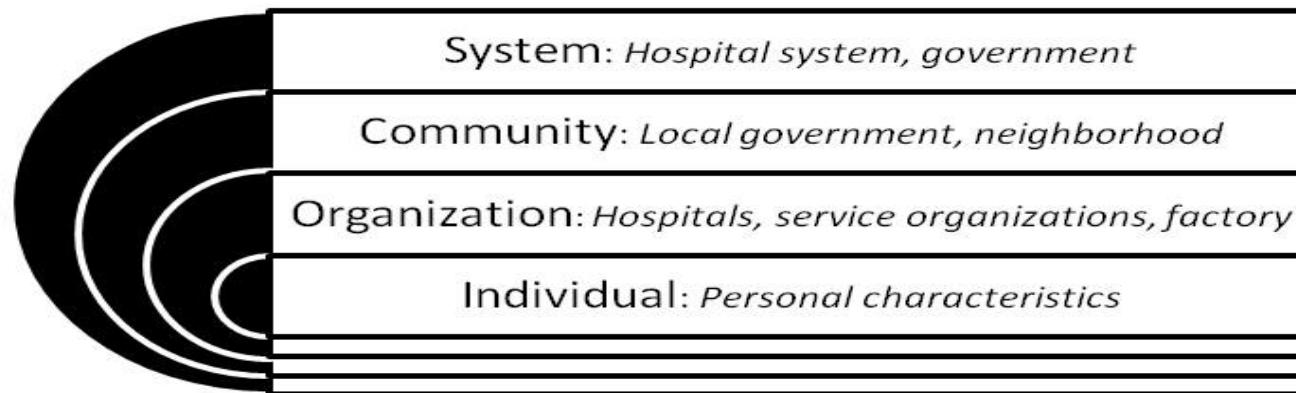 System: Hospital system, government
Community: Local government, neighborhood
Organization: Hospitals, service organizations, factory
Individual: Personal characteristics